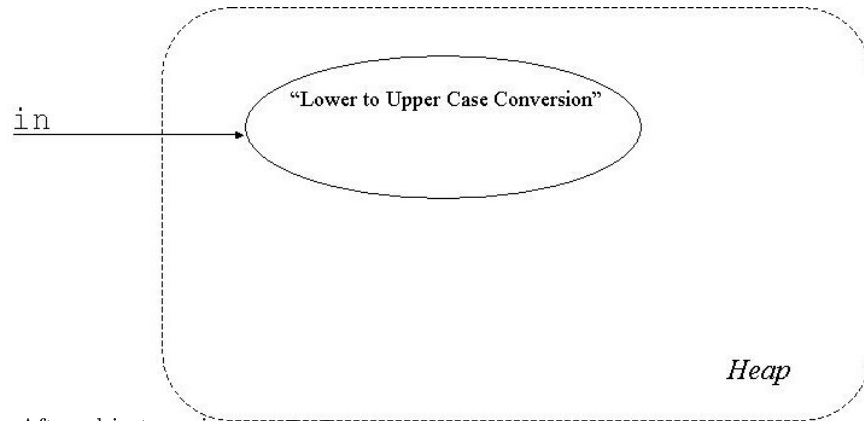 “Lower to Upper Case Conversion”
in
Heap